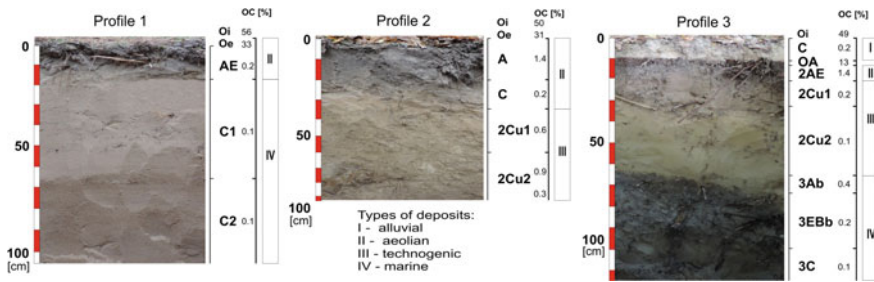 Profile 1
OC [%]
0
Oi 56
Oe 33
AE 0.2
III
C1 0.1
50
IV
C2 0.1
100
[cm]
Profile 2
OC [%]
Oi 50
0
Oe 31
A 1.4
II
C 0.2
2Cu1 0.6
50
III
2Cu2 0.9
0.3
100
[cm]
Types of deposits:
I - alluvial
II - aeolian
III - technogenic
IV - marine
Profile 3
OC [%]
Oi 49
0
C 0.2
I
OA 13
2AE 1.4
II
2Cu1 0.2
III
50
2Cu2 0.1
3Ab 0.4
3EBb 0.2
IV
100
[cm]
3C 0.1